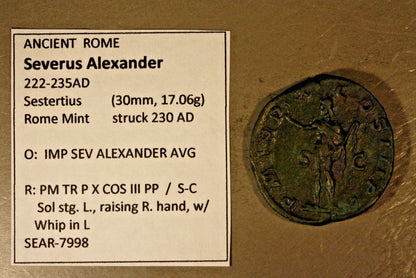 ANCIENT ROME
Severus Alexander
222-235AD
Sestertius (30mm, 17.06g)
Rome Mint struck 230 AD
O: IMP SEV ALEXANDER AVG
R: PM TR P X COS III PP / S-C
Sol stg. L., raising R. hand, w/
Whip in L
SEAR-7998
S C